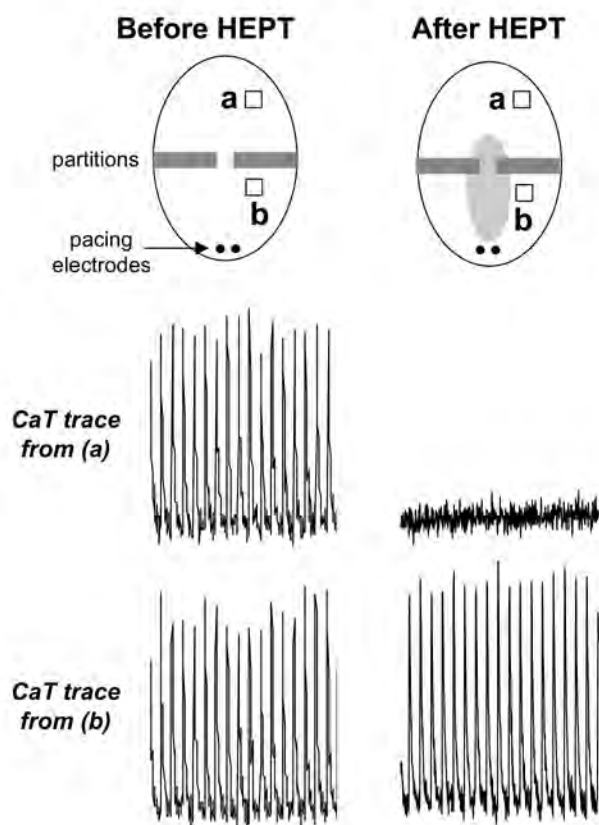 Before HEPT
After HEPT
a
a
partitions
b
b
pacing
electrodes
CaT trace
from (a)
CaT trace
from (b)